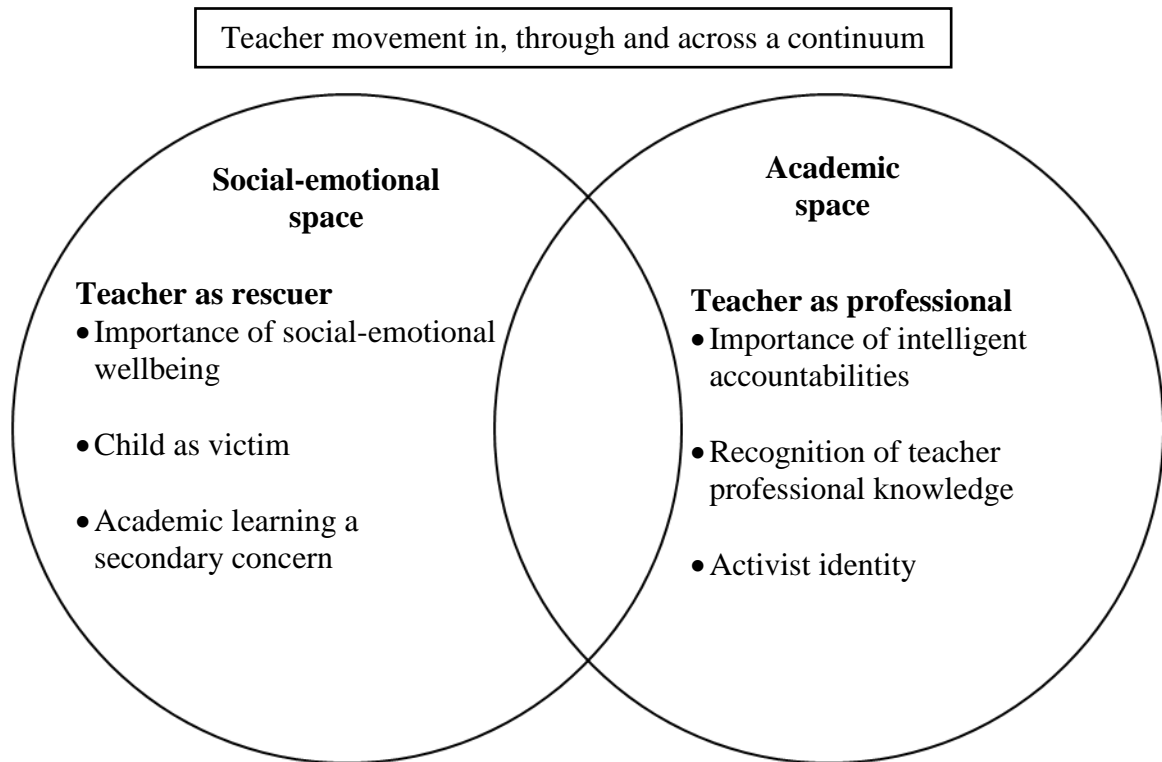 Teacher movement in, through and across a continuum
Social-emotional
space
Teacher as rescuer
• Importance of social-emotional
wellbeing
• Child as victim
• Academic learning a
secondary concern
Academic
space
Teacher as professional
• Importance of intelligent
accountabilities
• Recognition of teacher
professional knowledge
• Activist identity